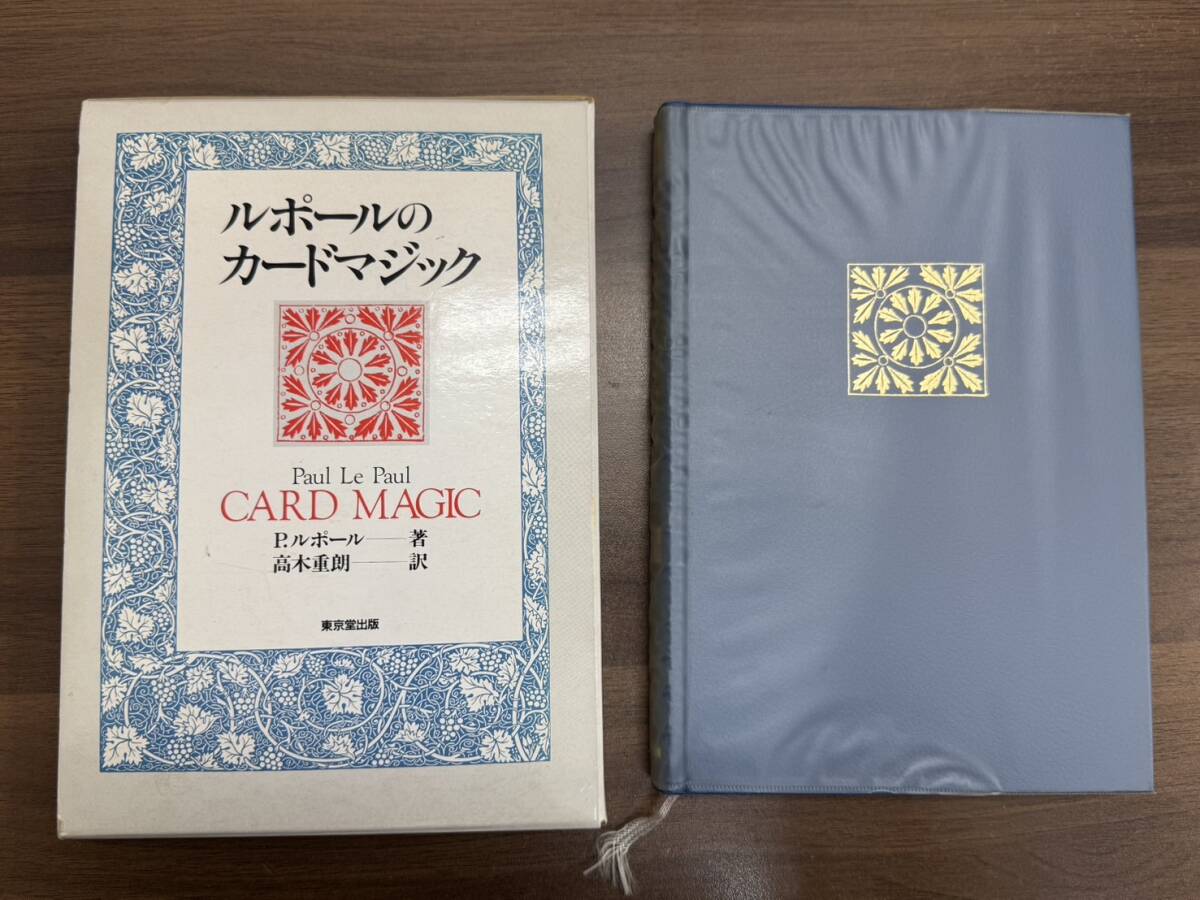 ルポールの
カードマジック
Paul Le Paul
CARD MAGIC
P.ルポール——著
高木重朗——訳
東京堂出版